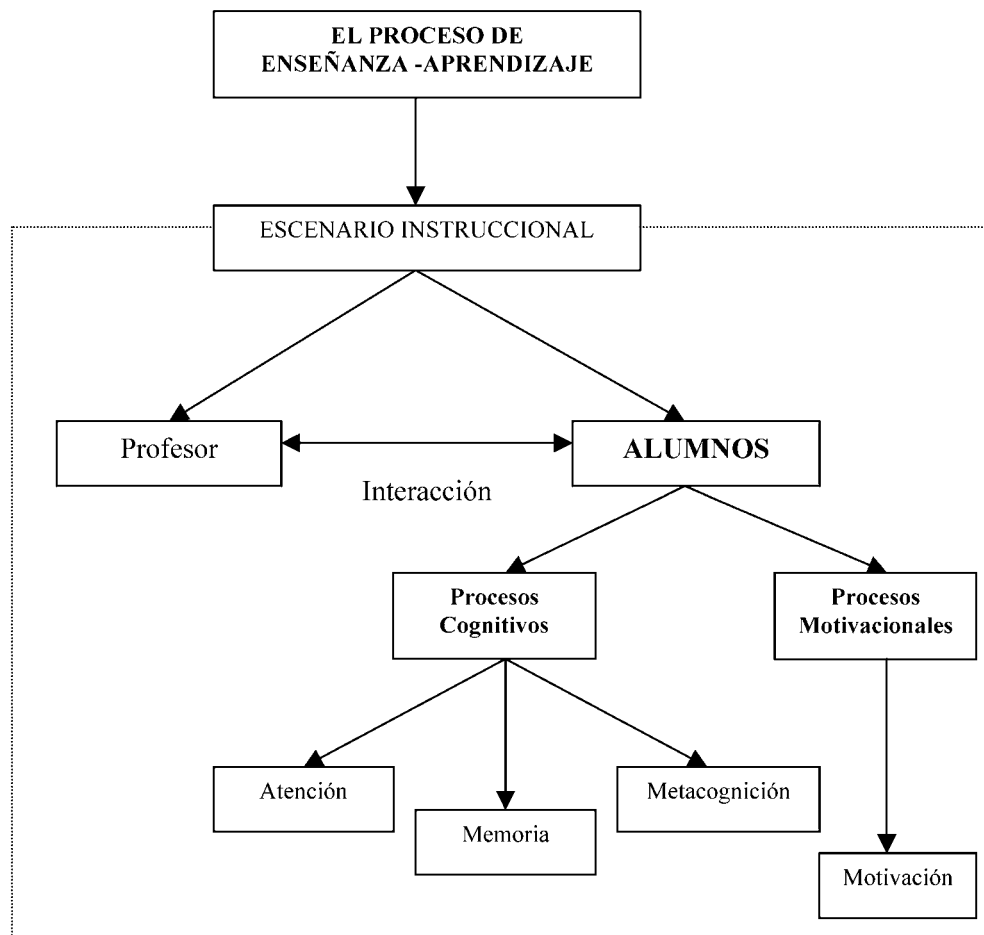 EL PROCESO DE
ENSEÑANZA -APRENDIZAJE
ESCENARIO INSTRUCCIONAL
Profesor
ALUMNOS
Interacción
Procesos
Cognitivos
Procesos
Motivacionales
Atención
Metacognición
Memoria
Motivación